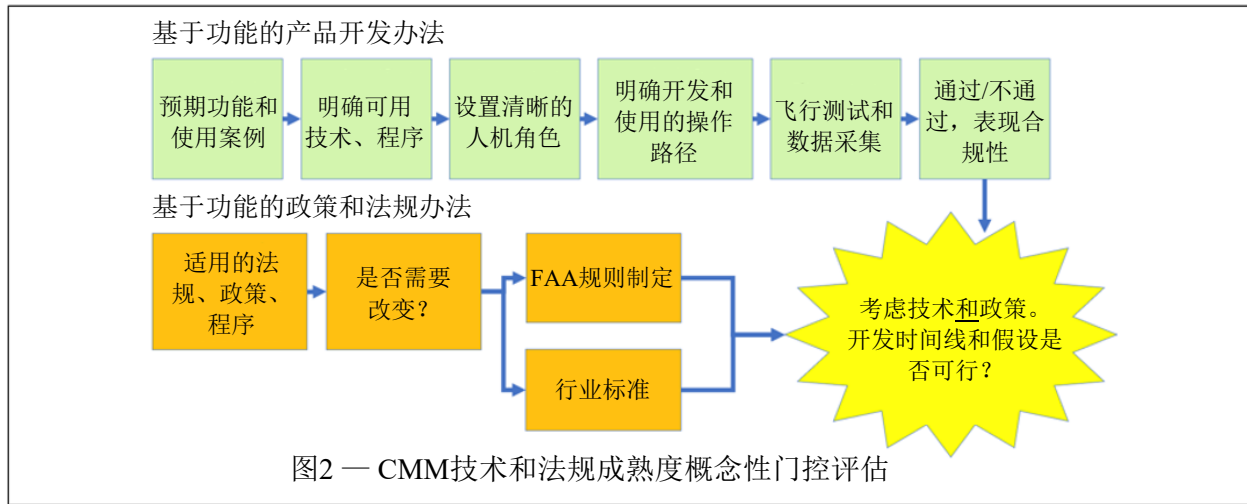 基于功能的产品开发办法
预期功能和
使用案例
明确可用
技术、程序
设置清晰的
人机角色
明确开发和
使用的操作
路径
飞行测试和
数据采集
通过/不通
过，表现合
规性
基于功能的政策和法规办法
适用的法
规、政策、
程序
是否需要
改变？
FAA规则制定
行业标准
考虑技术和政策。
开发时间线和假设是
否可行？
图2 — CMM技术和法规成熟度概念性门控评估